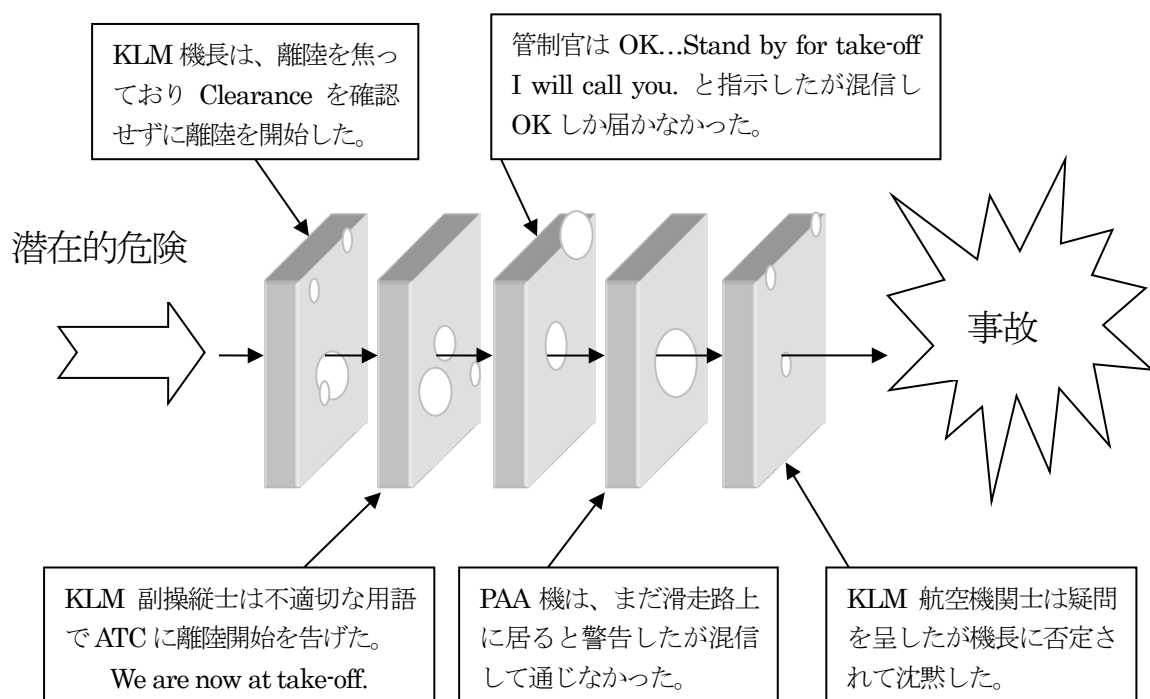 KLM 機長は、離陸を焦っ
ており Clearance を確認
せずに離陸を開始した。
管制官は OK…Stand by for take-off
I will call you. と指示したが混信し
OK しか届かなかった。
潜在的危険
事故
KLM 副操縦士は不適切な用語
で ATC に離陸開始を告げた。
We are now at take-off.
PAA 機は、まだ滑走路上
に居ると警告したが混信
して通じなかった。
KLM 航空機関士は疑問
を呈したが機長に否定さ
れて沈黙した。